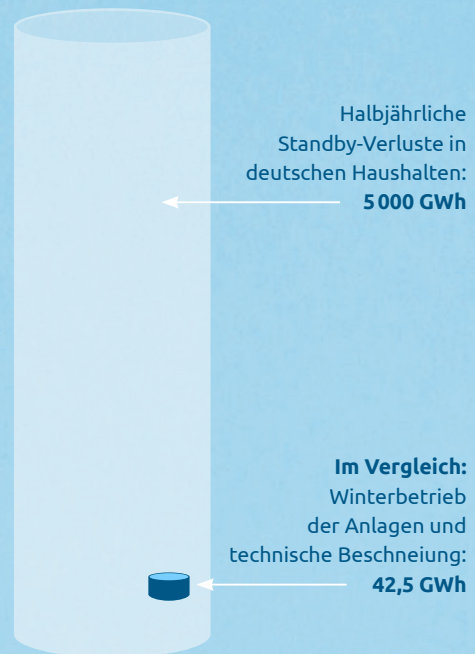 Halbjährliche
Standby-Verluste in
deutschen Haushalten:
5 000 GWh
Im Vergleich:
Winterbetrieb
der Anlagen und
technische Beschneiung:
42,5 GWh